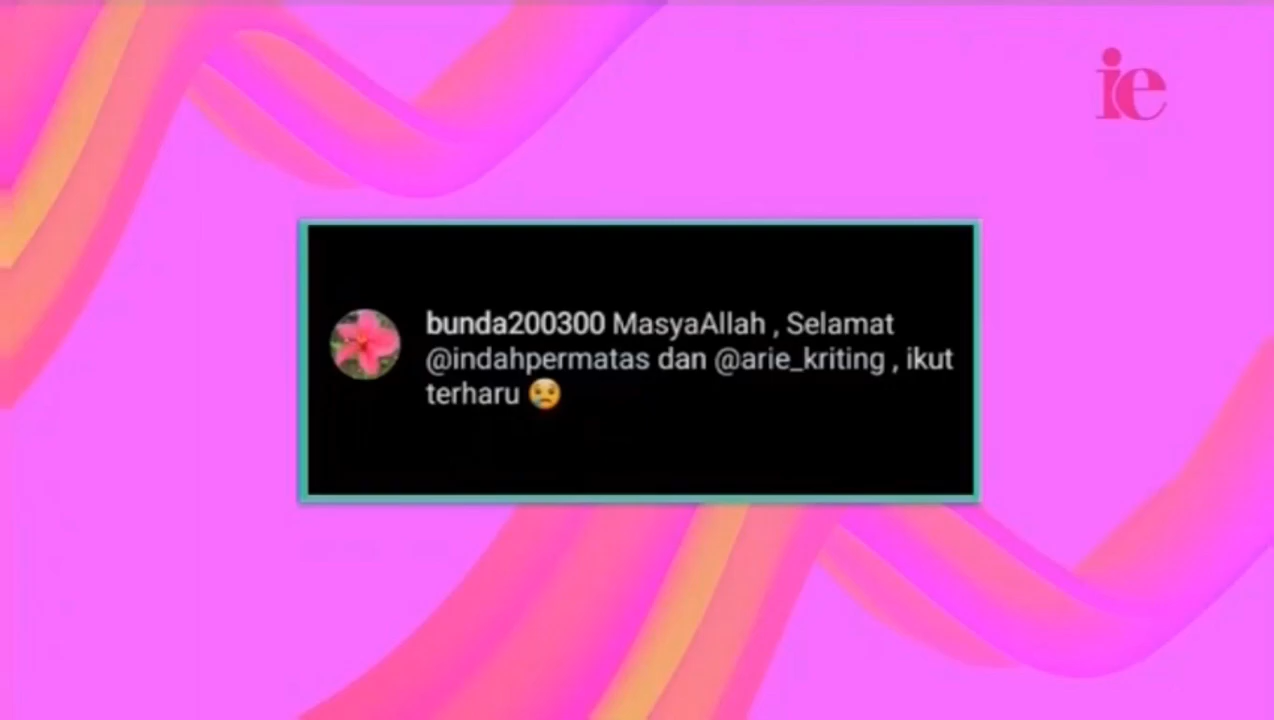 ie
bunda200300 MasyaAllah , Selamat
@indahpermatas dan @arie_kriting , ikut
terharu 😢